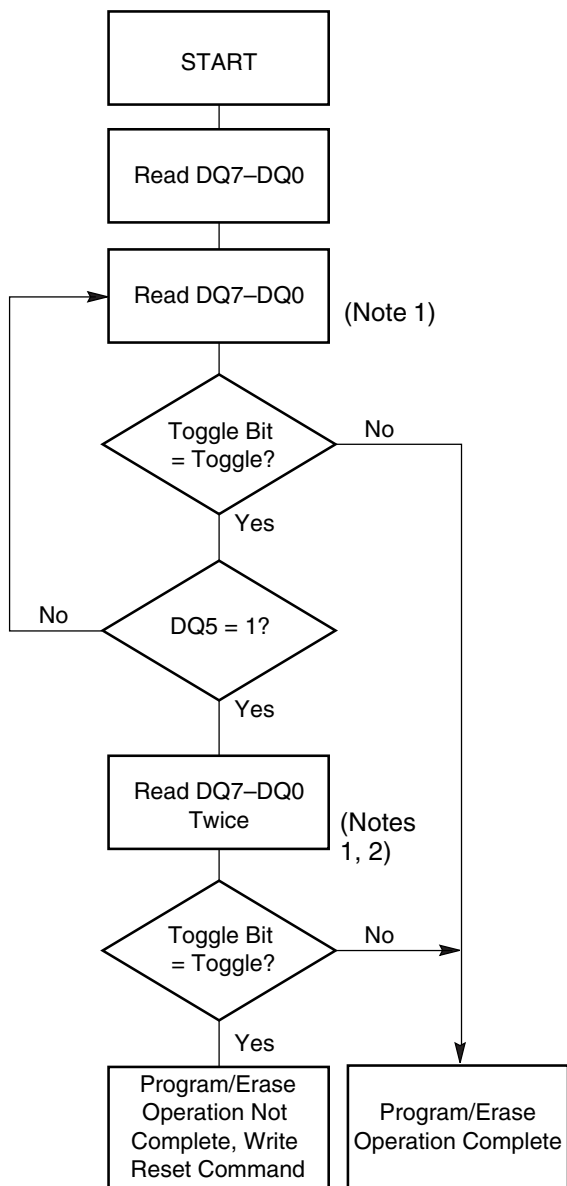 START
Read DQ7–DQ0
Read DQ7–DQ0
(Note 1)
Toggle Bit
= Toggle?
No
Yes
No
DQ5 = 1?
Yes
Read DQ7–DQ0
Twice
(Notes
1, 2)
Toggle Bit
= Toggle?
No
Yes
Program/Erase
Operation Not
Complete, Write
Reset Command
Program/Erase
Operation Complete